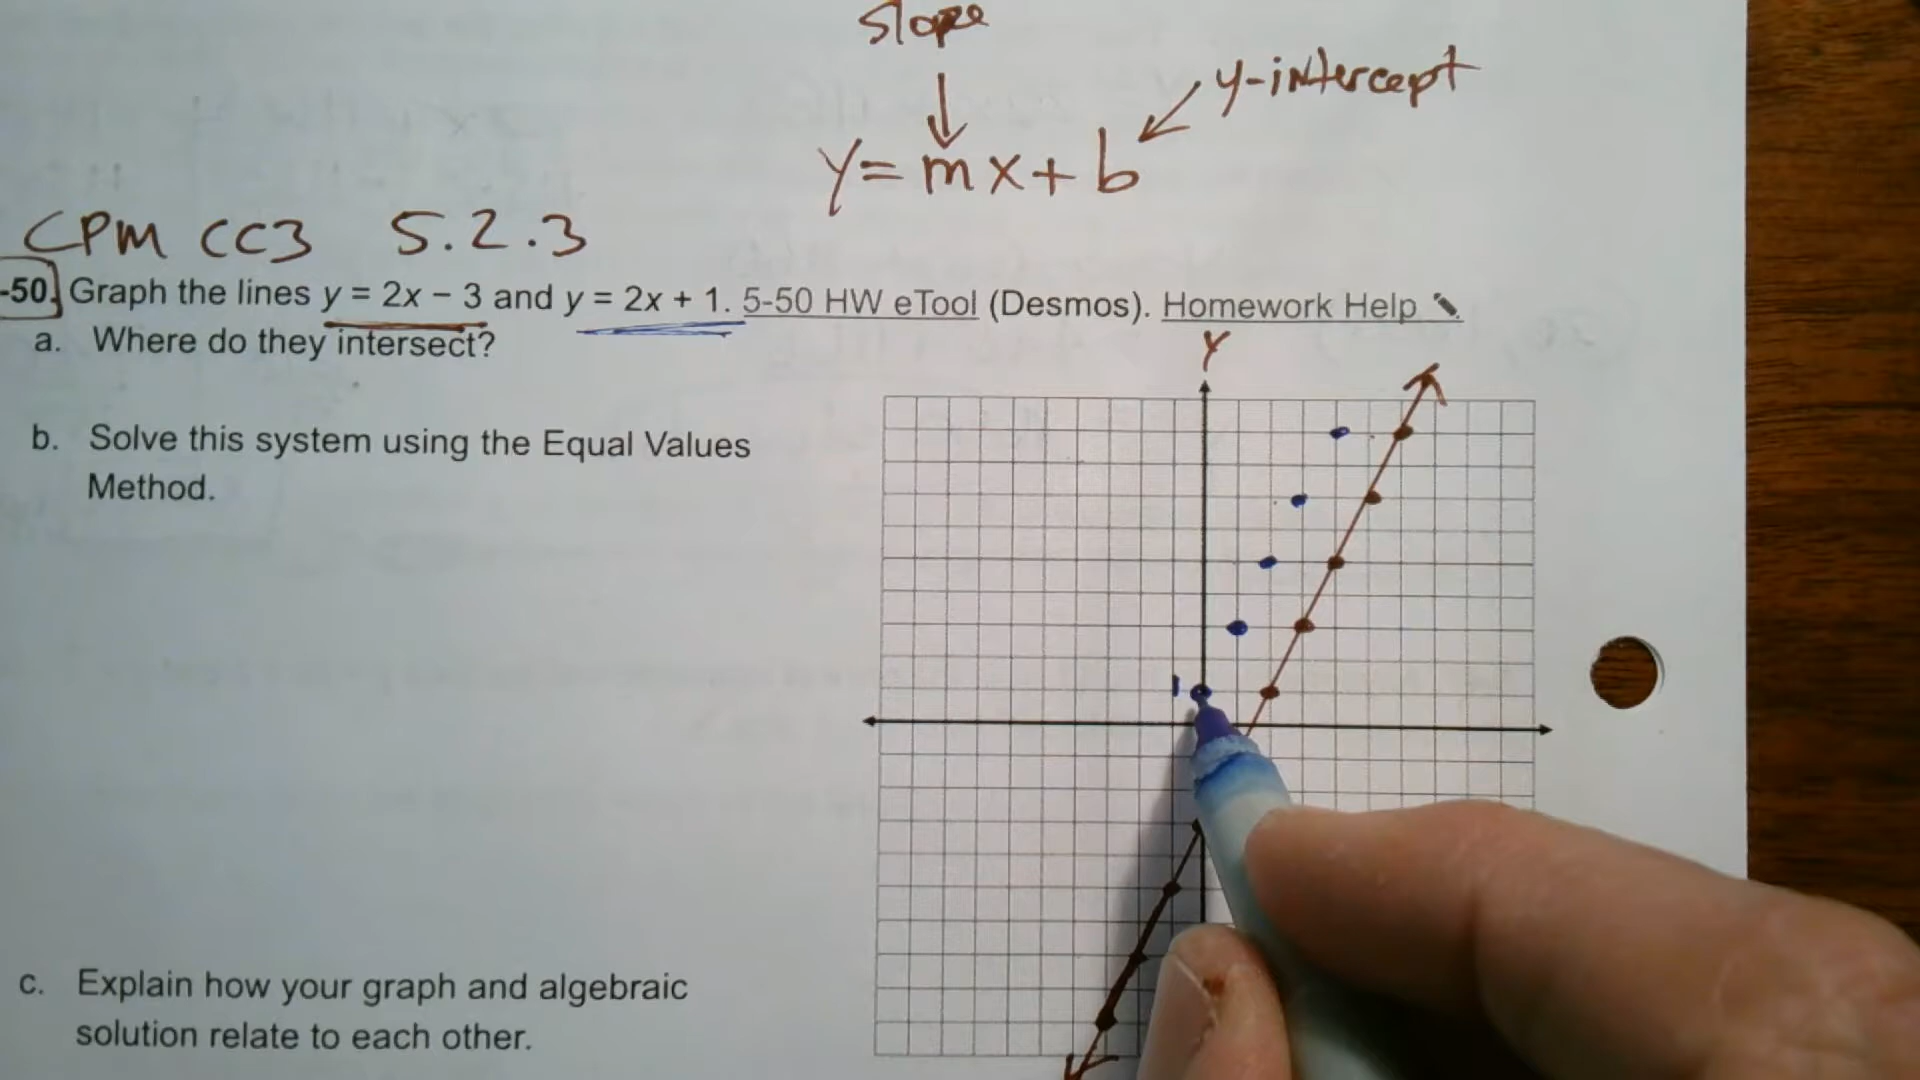 slope
y-intercept
y = mx + b
CPM CC3 5.2.3
-50. Graph the lines y = 2x − 3 and y = 2x + 1. 5-50 HW eTool (Desmos). Homework Help
a. Where do they intersect?
Y
b. Solve this system using the Equal Values
Method.
1
c. Explain how your graph and algebraic
solution relate to each other.